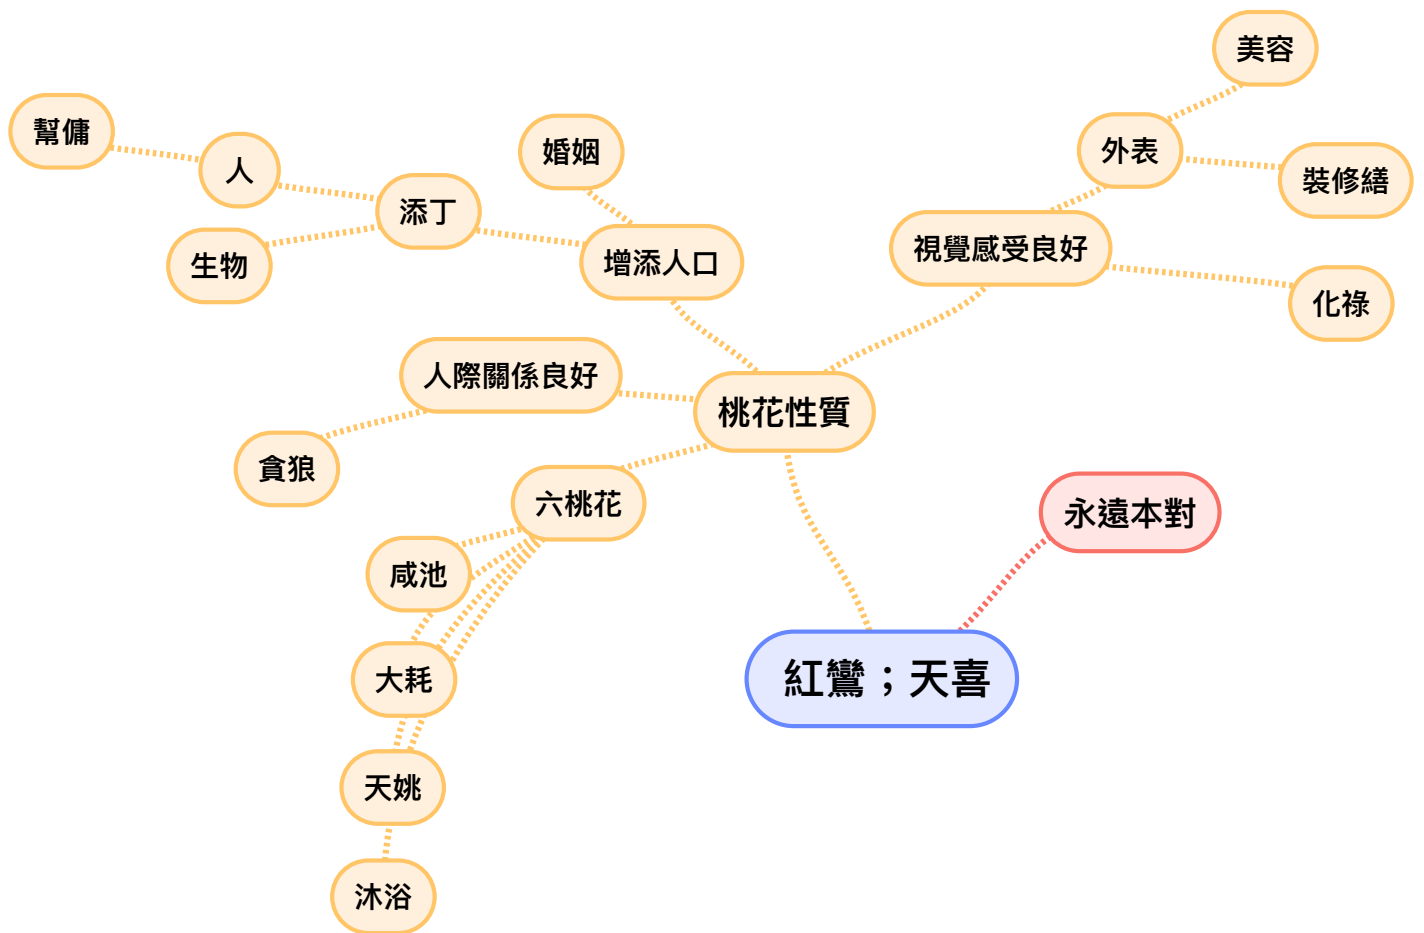 美容
幫傭
人
婚姻
外表
裝修繕
添丁
生物
增添人口
視覺感受良好
化祿
人際關係良好
桃花性質
貪狼
六桃花
永遠本對
咸池
大耗
紅鸞；天喜
天姚
沐浴